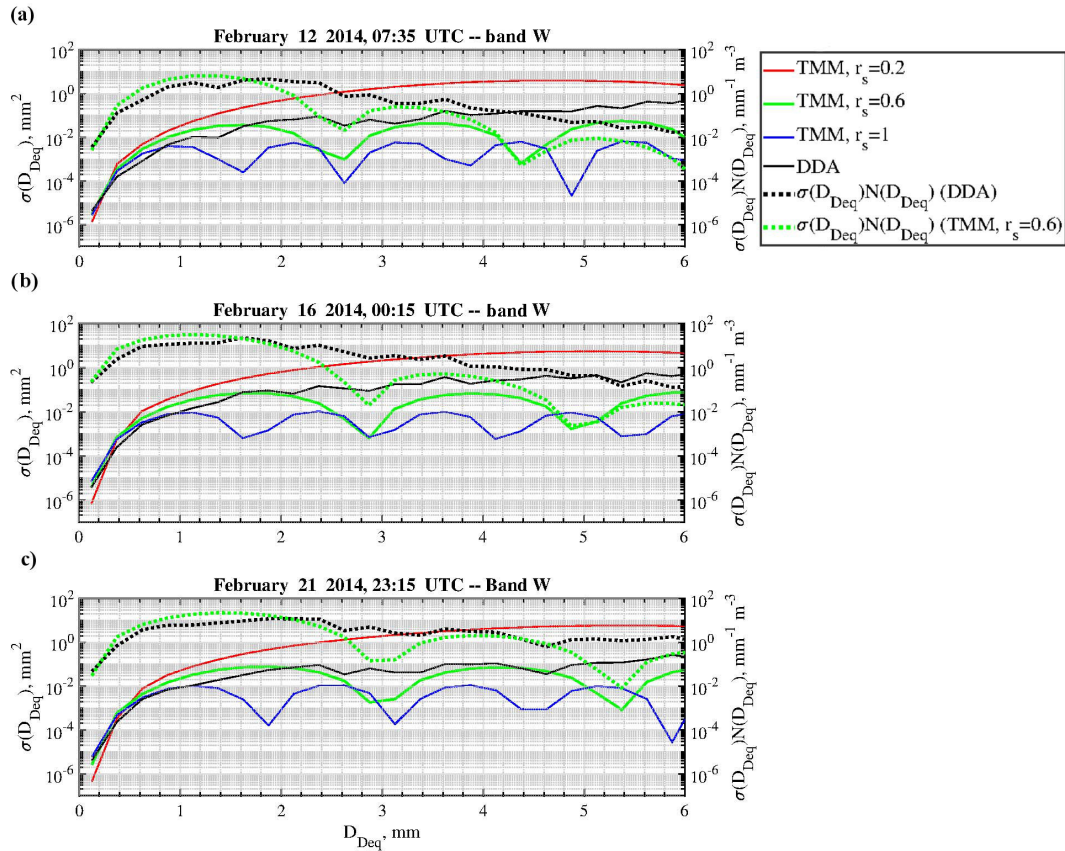 (a)
February 12 2014, 07:35 UTC -- band W
10^2
10^0
10^-2
10^-4
10^-6
σ(D_Deq), mm^2
0 1 2 3 4 5 6
10^2
10^0
10^-2
10^-4
10^-6
σ(D_Deq)N(D_Deq), mm^-1 m^-3
TMM, r_s=0.2
TMM, r_s=0.6
TMM, r_s=1
DDA
σ(D_Deq)N(D_Deq) (DDA)
σ(D_Deq)N(D_Deq) (TMM, r_s=0.6)
(b)
February 16 2014, 00:15 UTC -- band W
10^2
10^0
10^-2
10^-4
10^-6
σ(D_Deq), mm^2
0 1 2 3 4 5 6
10^2
10^0
10^-2
10^-4
10^-6
σ(D_Deq)N(D_Deq), mm^-1 m^-3
c)
February 21 2014, 23:15 UTC -- Band W
10^2
10^0
10^-2
10^-4
10^-6
σ(D_Deq), mm^2
0 1 2 3 4 5 6
D_Deq, mm
10^2
10^0
10^-2
10^-4
10^-6
σ(D_Deq)N(D_Deq), mm^-1 m^-3